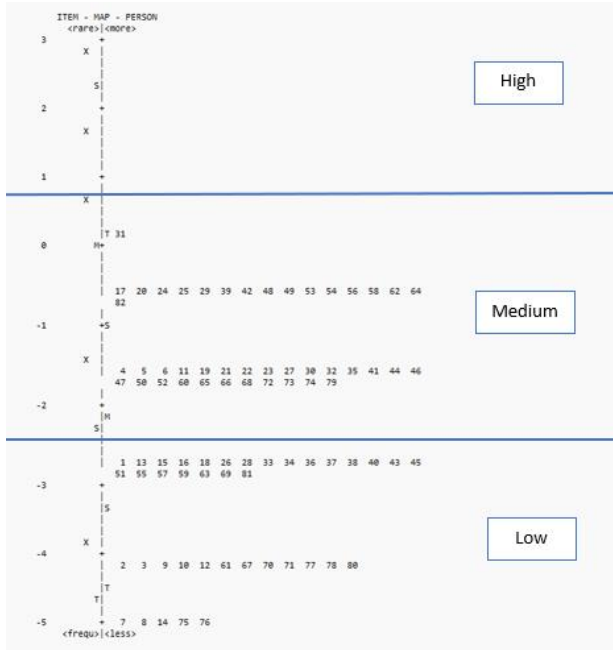 ITEM - MAP - PERSON
<rare>|<more>
3 +
X |
S|
High
2 +
X |
1 +
X |
|T 31
0 M+
| 17 20 24 25 29 39 42 48 49 53 54 56 58 62 64
82
Medium
-1 +S
X |
| 4 5 6 11 19 21 22 23 27 30 32 35 41 44 46
47 50 52 60 65 66 68 72 73 74 79
-2 +
|M
S|
| 1 13 15 16 18 26 28 33 34 36 37 38 40 43 45
51 55 57 59 63 69 81
-3 +
|S
Low
X |
-4 +
| 2 3 9 10 12 61 67 70 71 77 78 80
|T
T|
-5 + 7 8 14 75 76
<frequ>|<less>